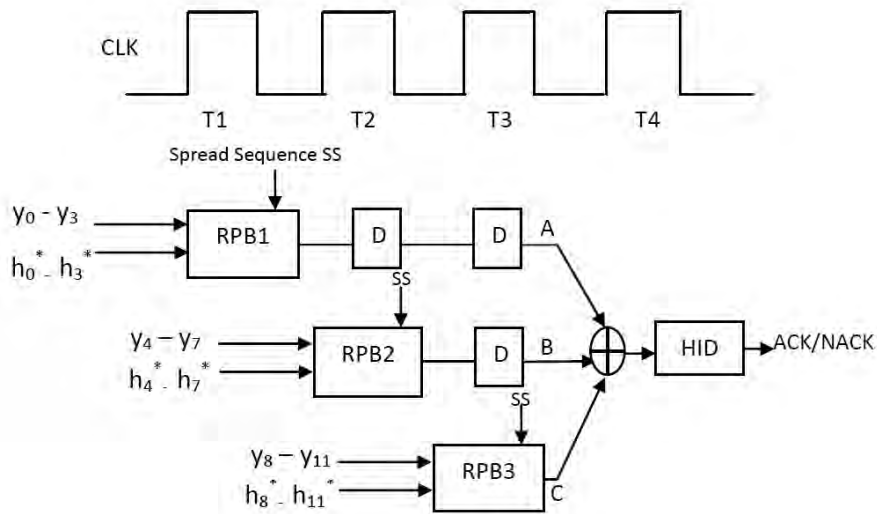 CLK
T1 T2 T3 T4
Spread Sequence SS
y₀ - y₃
h₀* - h₃*
RPB1
D
D
A
SS
y₄ – y₇
h₄* - h₇*
RPB2
D
B
HID
ACK/NACK
SS
y₈ – y₁₁
h₈* - h₁₁*
RPB3
C